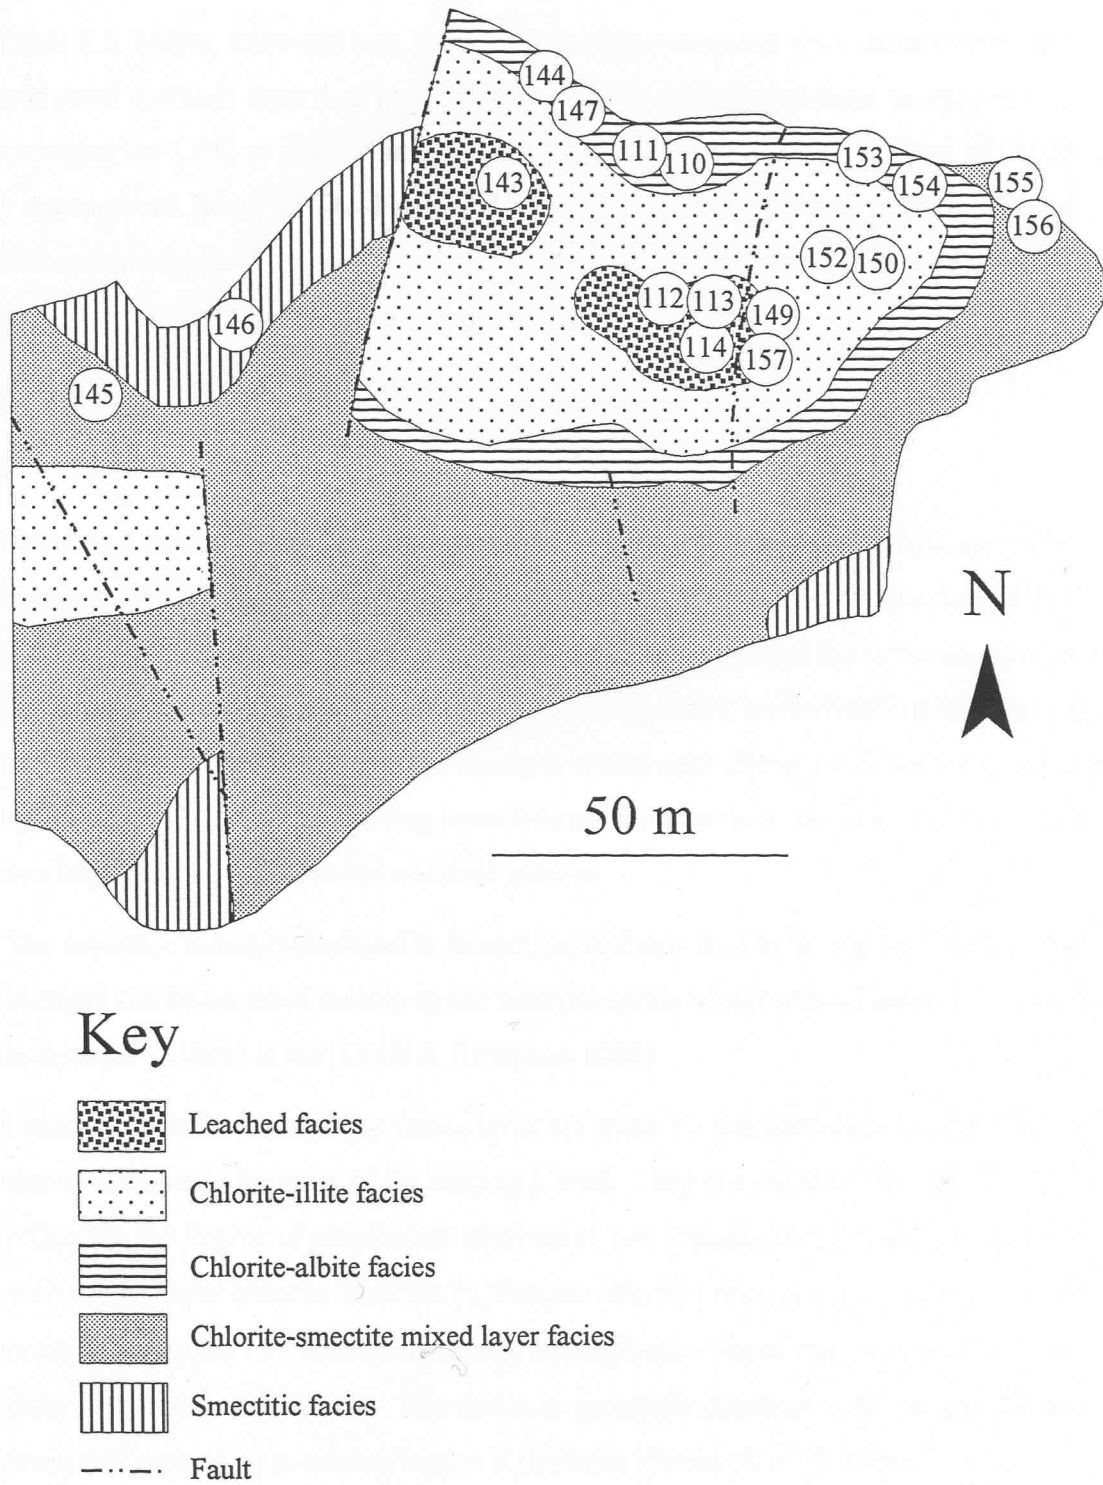 144
147
111
110
153
154
155
143
156
152
150
112
113
149
146
114
157
145
N
50 m
Key
Leached facies
Chlorite-illite facies
Chlorite-albite facies
Chlorite-smectite mixed layer facies
Smectitic facies
Fault